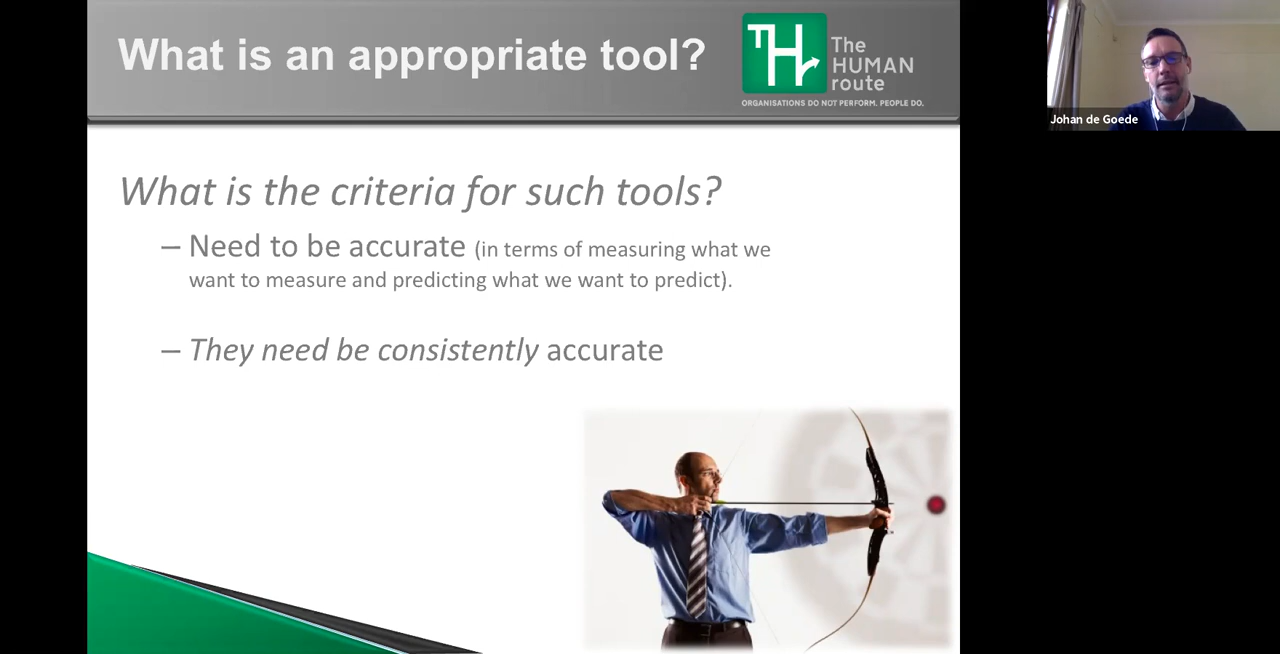 What is an appropriate tool?
TH
The
HUMAN
route
ORGANISATIONS DO NOT PERFORM. PEOPLE DO.
Johan de Goede
What is the criteria for such tools?
– Need to be accurate (in terms of measuring what we
want to measure and predicting what we want to predict).
– They need be consistently accurate